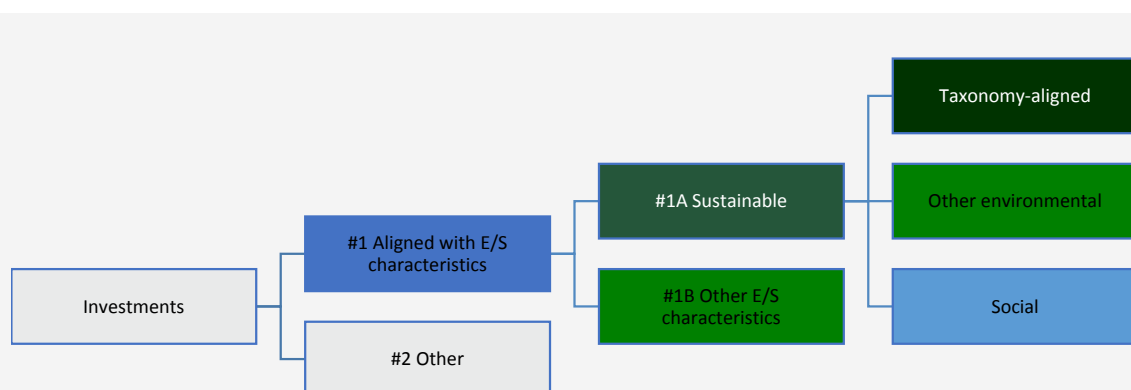 Investments
#1 Aligned with E/S
characteristics
#2 Other
#1A Sustainable
#1B Other E/S
characteristics
Taxonomy-aligned
Other environmental
Social